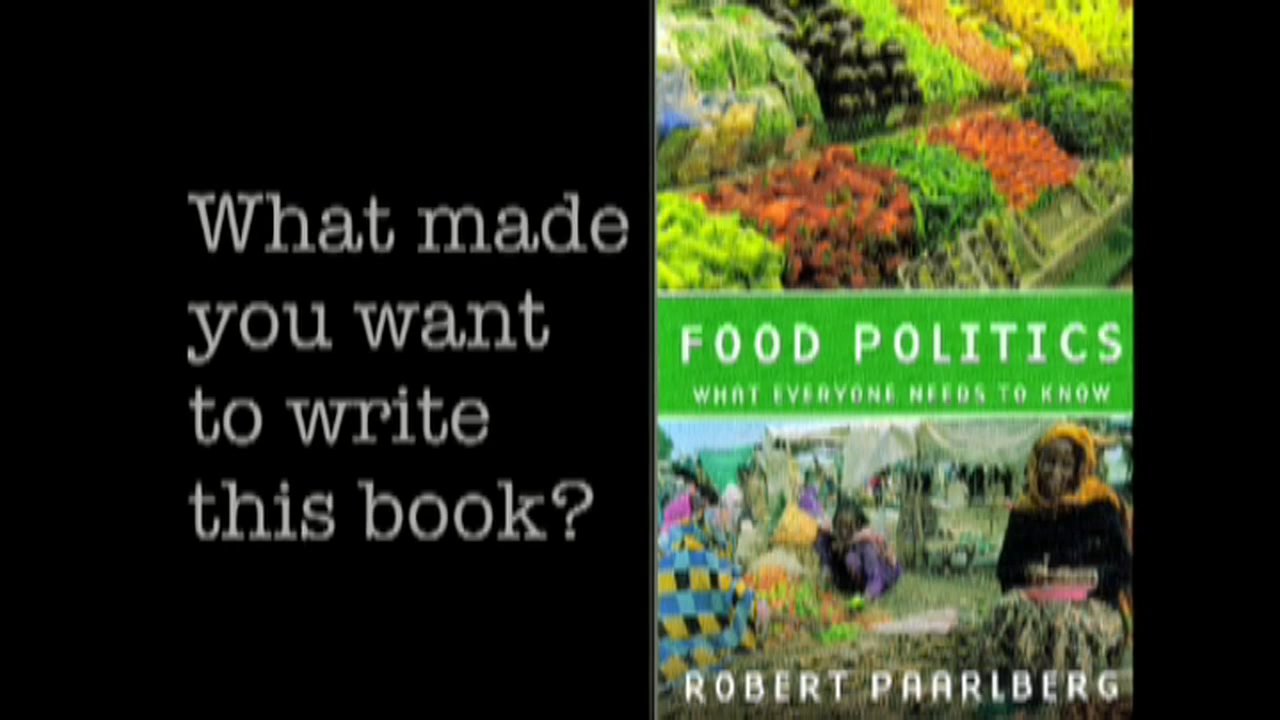 What made
you want
to write
this book?
FOOD POLITICS
WHAT EVERYONE NEEDS TO KNOW
ROBERT PAARLBERG